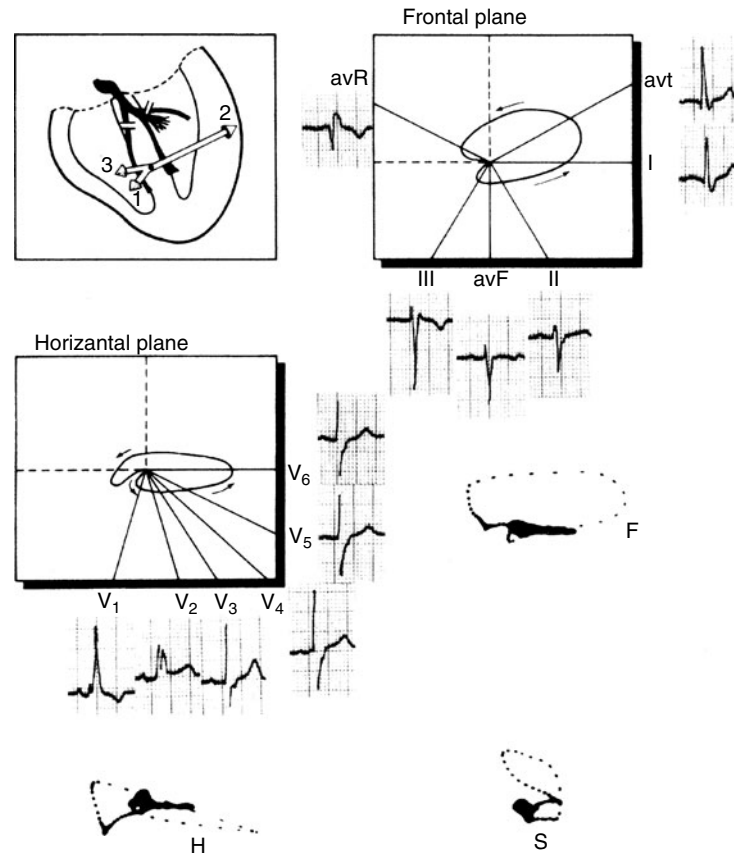 Frontal plane
avR
avt
2
3
1
I
III
avF
II
Horizantal plane
V6
V5
F
V1
V2
V3
V4
H
S